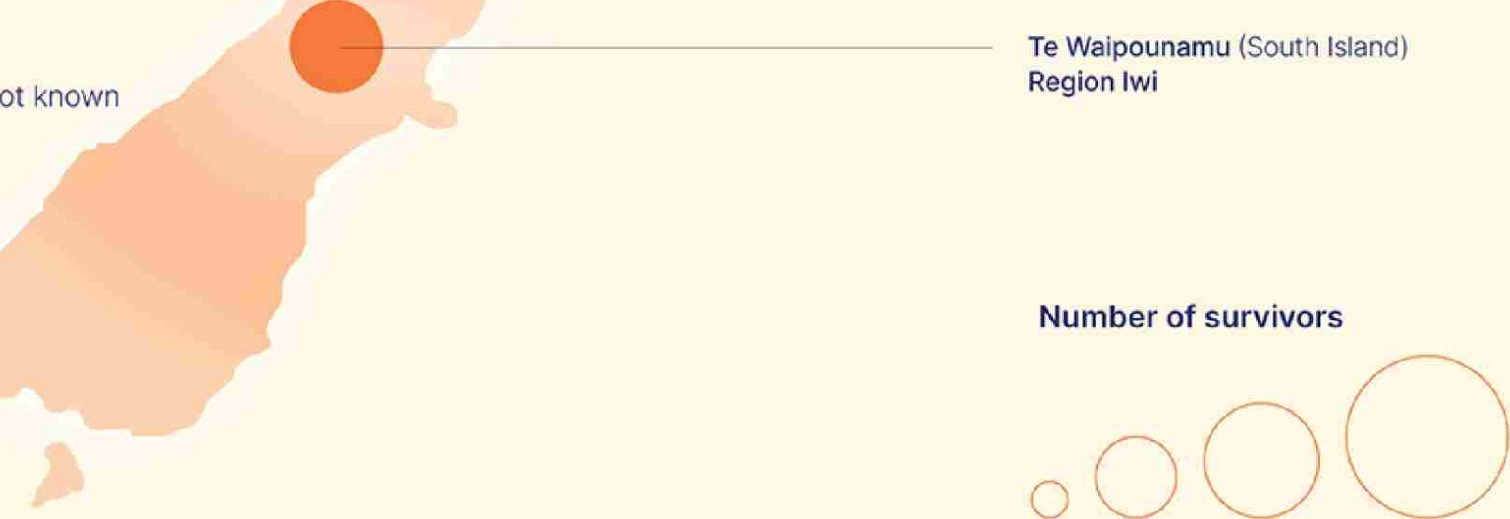 Te Waipounamu (South Island)
Region Iwi
ot known
Number of survivors